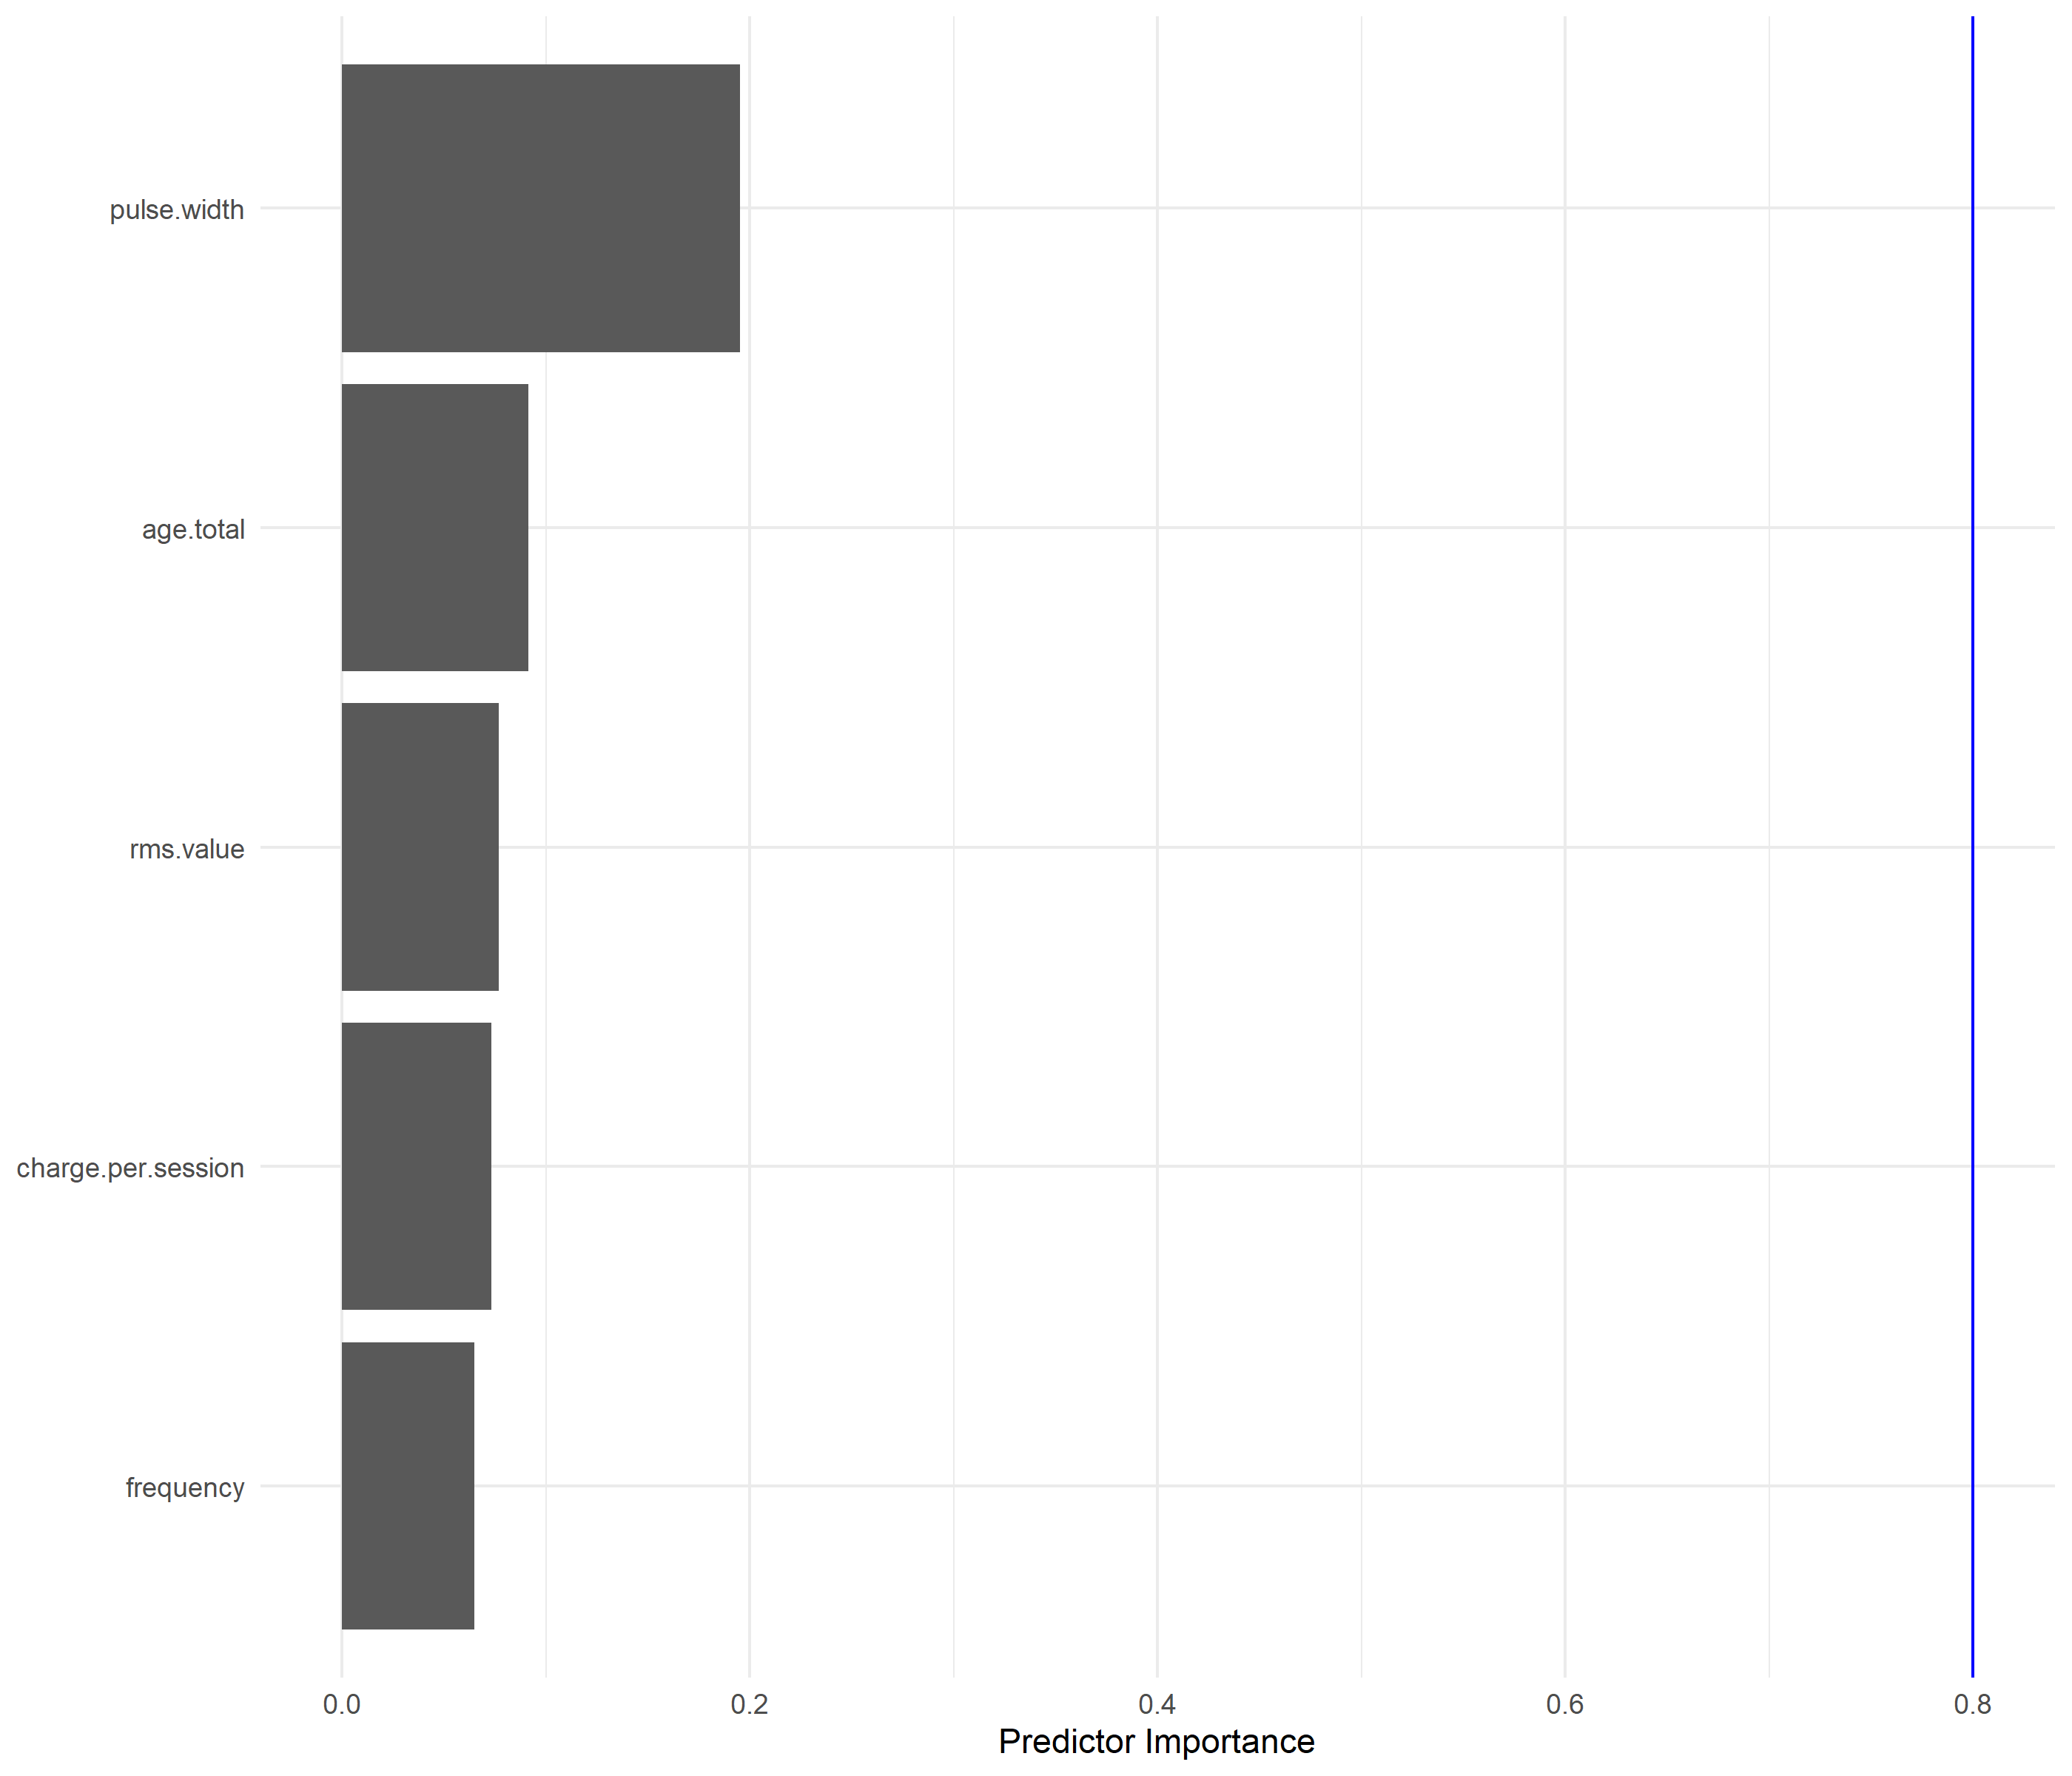 pulse.width
age.total
rms.value
charge.per.session
frequency
0.0 0.2 0.4 0.6 0.8
Predictor Importance